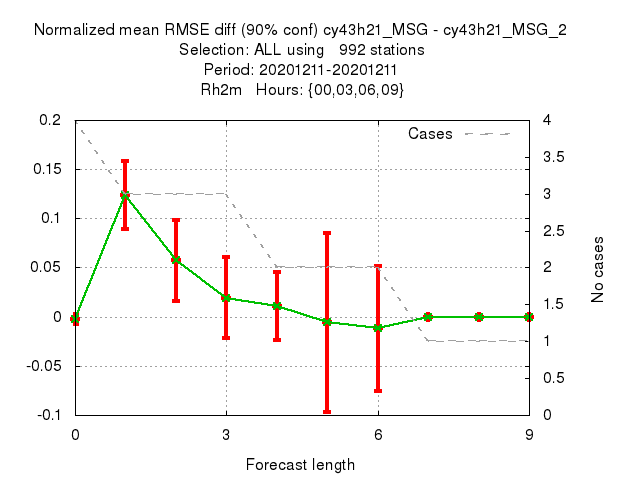 Normalized mean RMSE diff (90% conf) cy43h21_MSG - cy43h21_MSG_2
Selection: ALL using   992 stations
Period: 20201211-20201211
Rh2m   Hours: {00,03,06,09}
Cases
0.2
0.15
0.1
0.05
0
-0.05
-0.1
4
3.5
3
2.5
2
1.5
1
0.5
0
No cases
0 3 6 9
Forecast length